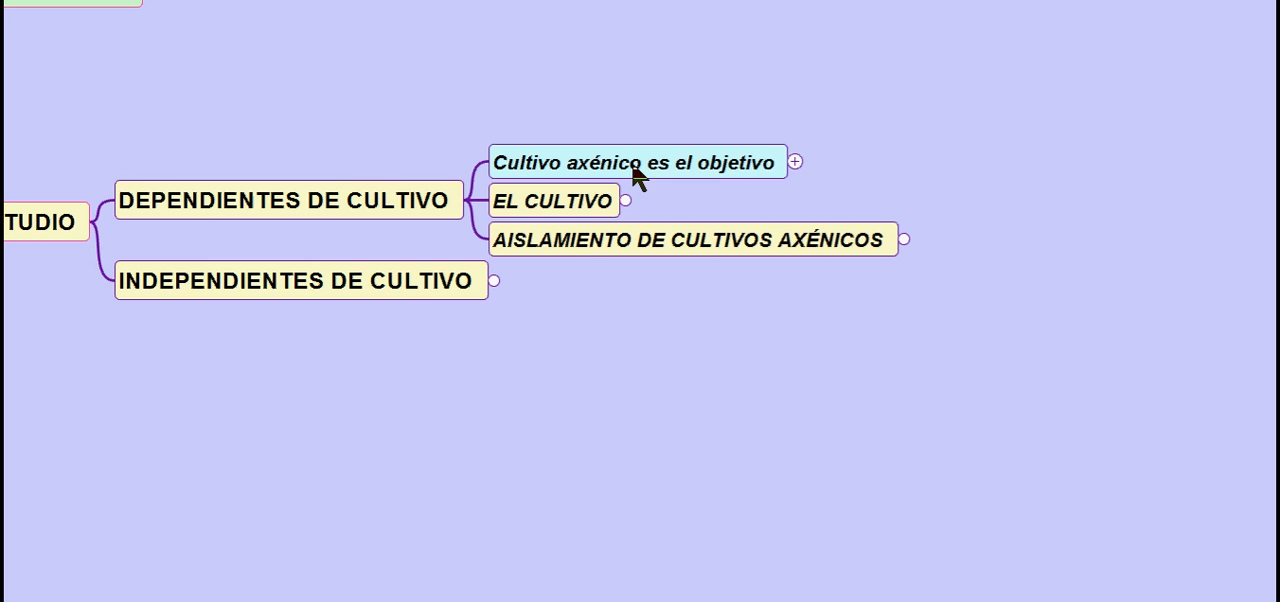 Cultivo axénico es el objetivo
DEPENDIENTES DE CULTIVO
EL CULTIVO
TUDIO
AISLAMIENTO DE CULTIVOS AXÉNICOS
INDEPENDIENTES DE CULTIVO